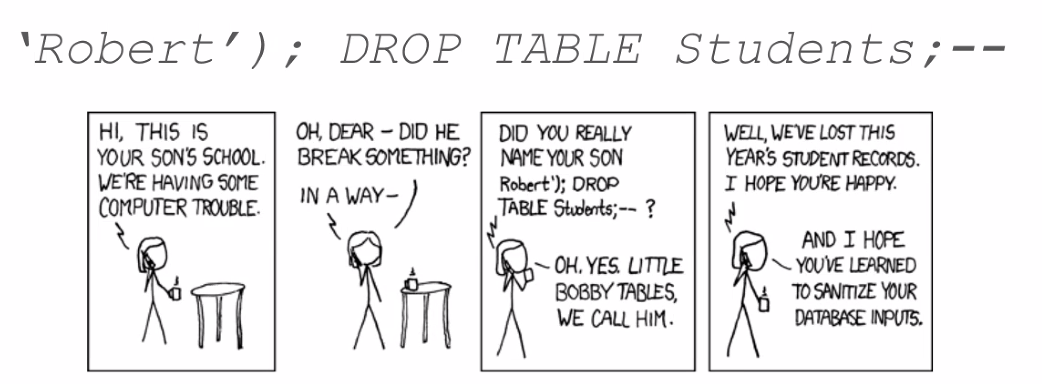 ‘Robert’); DROP TABLE Students;--
HI, THIS IS
YOUR SON'S SCHOOL.
WE'RE HAVING SOME
COMPUTER TROUBLE.
OH, DEAR – DID HE
BREAK SOMETHING?
IN A WAY–
DID YOU REALLY
NAME YOUR SON
Robert'); DROP
TABLE Students;-- ?
OH, YES. LITTLE
BOBBY TABLES,
WE CALL HIM.
WELL, WE'VE LOST THIS
YEAR'S STUDENT RECORDS.
I HOPE YOU'RE HAPPY.
AND I HOPE
YOU'VE LEARNED
TO SANITIZE YOUR
DATABASE INPUTS.